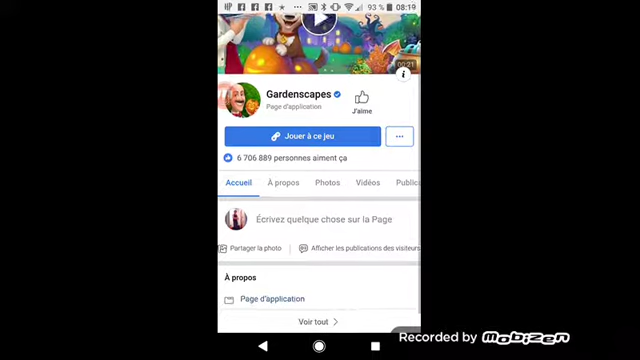 93 % 08:19
00:21
Gardenscapes
Page d'application
J'aime
Jouer à ce jeu
6 706 889 personnes aiment ça
Accueil À propos Photos Vidéos Public
Écrivez quelque chose sur la Page
Partager la photo Afficher les publications des visiteurs
À propos
Page d'application
Voir tout
Recorded by MOBIZEN